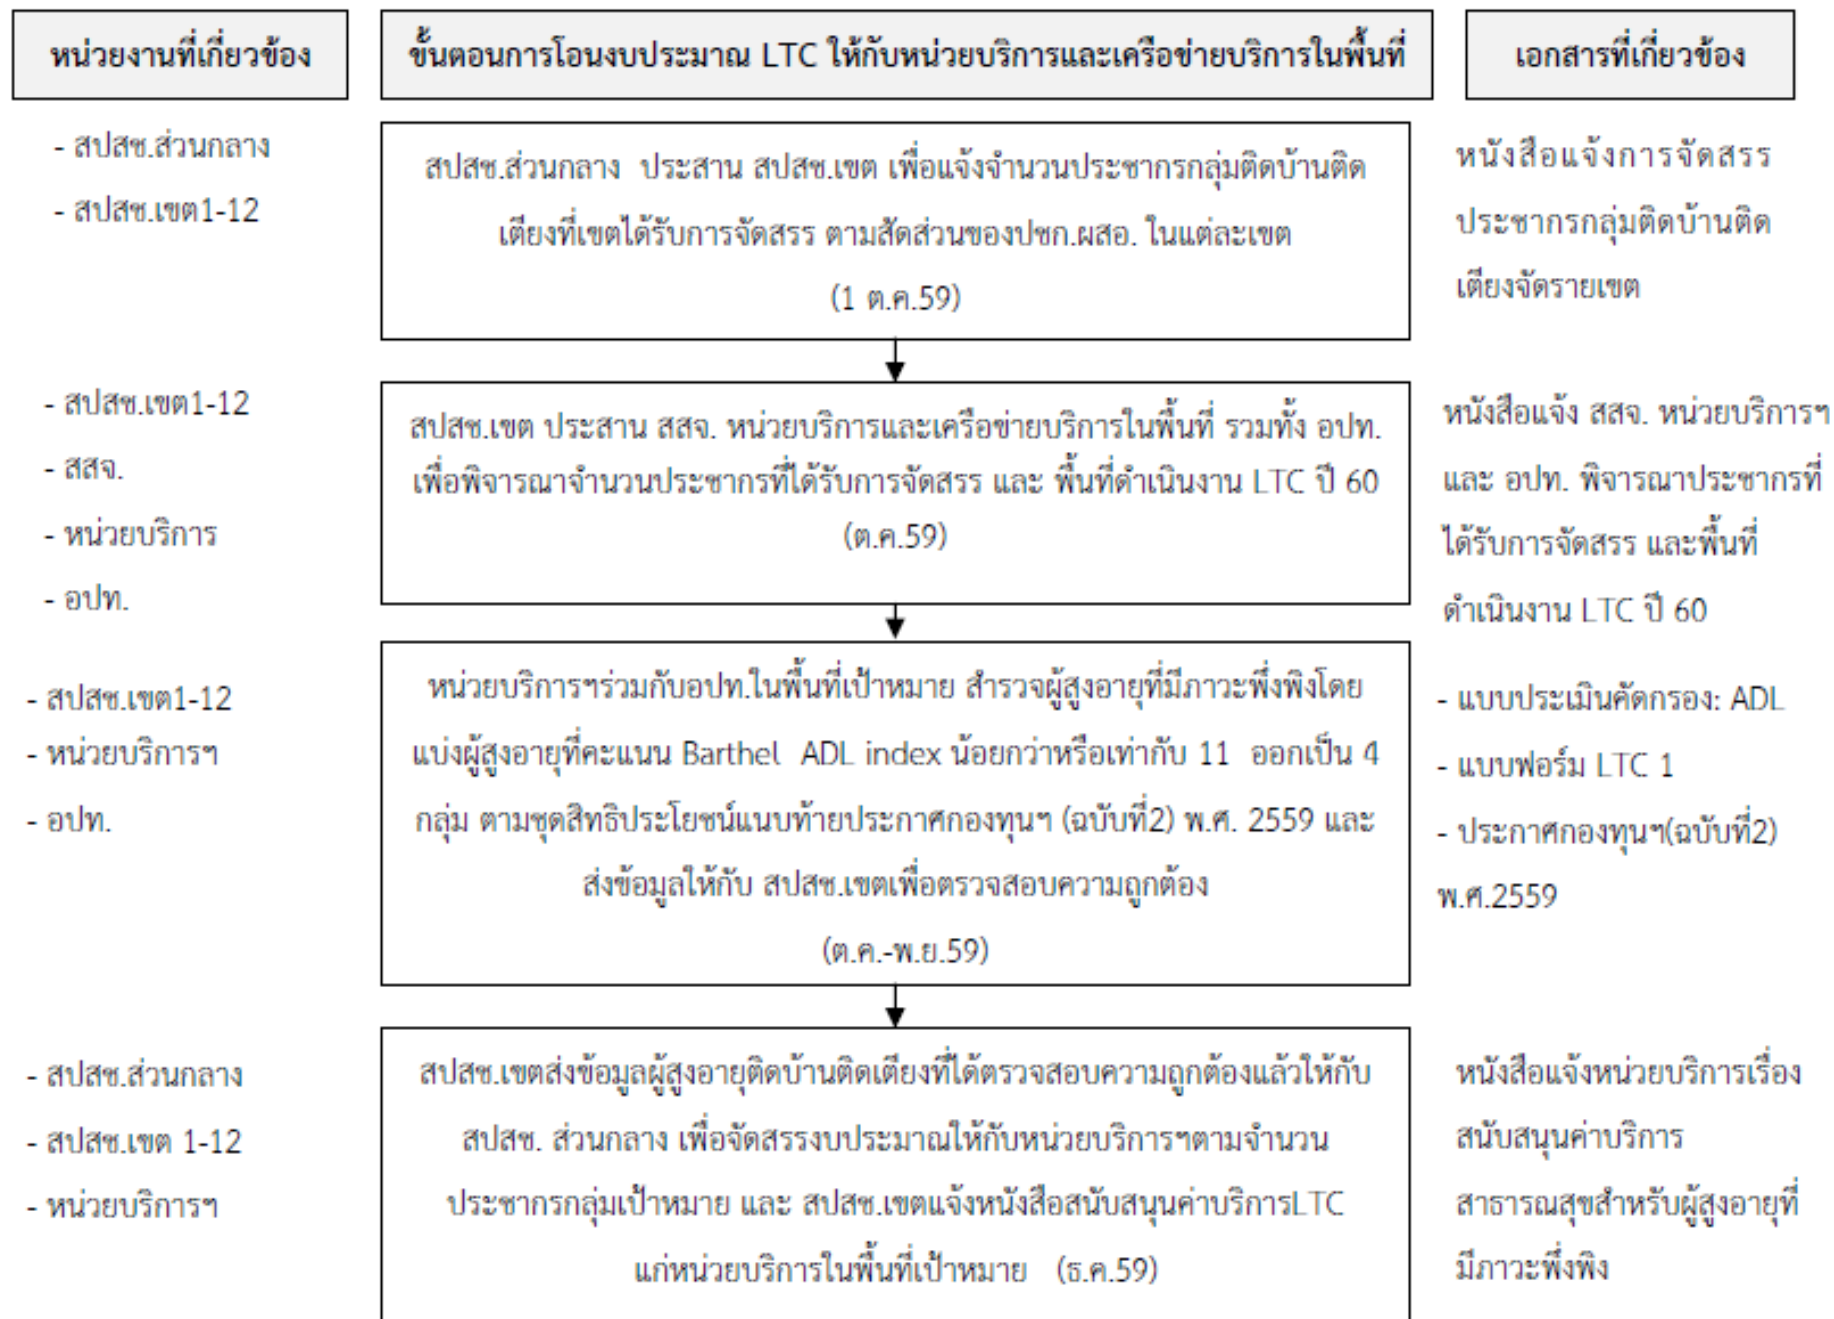 หน่วยงานที่เกี่ยวข้อง
ขั้นตอนการโอนงบประมาณ LTC ให้กับหน่วยบริการและเครือข่ายบริการในพื้นที่
เอกสารที่เกี่ยวข้อง
- สปสช.ส่วนกลาง
- สปสช.เขต1-12
สปสช.ส่วนกลาง ประสาน สปสช.เขต เพื่อแจ้งจำนวนประชากรกลุ่มติดบ้านติด
เตียงที่เขตได้รับการจัดสรร ตามสัดส่วนของปชก.ผสอ. ในแต่ละเขต
(1 ต.ค.59)
หนังสือแจ้งการจัดสรร
ประชากรกลุ่มติดบ้านติด
เตียงจัดรายเขต
- สปสช.เขต1-12
- สสจ.
- หน่วยบริการ
- อปท.
สปสช.เขต ประสาน สสจ. หน่วยบริการและเครือข่ายบริการในพื้นที่ รวมทั้ง อปท.
เพื่อพิจารณาจำนวนประชากรที่ได้รับการจัดสรร และ พื้นที่ดำเนินงาน LTC ปี 60
(ต.ค.59)
หนังสือแจ้ง สสจ. หน่วยบริการฯ
และ อปท. พิจารณาประชากรที่
ได้รับการจัดสรร และพื้นที่
ดำเนินงาน LTC ปี 60
- สปสช.เขต1-12
- หน่วยบริการฯ
- อปท.
หน่วยบริการฯร่วมกับอปท.ในพื้นที่เป้าหมาย สำรวจผู้สูงอายุที่มีภาวะพึ่งพิงโดย
แบ่งผู้สูงอายุที่คะแนน Barthel ADL index น้อยกว่าหรือเท่ากับ 11 ออกเป็น 4
กลุ่ม ตามชุดสิทธิประโยชน์แนบท้ายประกาศกองทุนฯ (ฉบับที่2) พ.ศ. 2559 และ
ส่งข้อมูลให้กับ สปสช.เขตเพื่อตรวจสอบความถูกต้อง
(ต.ค.-พ.ย.59)
- แบบประเมินคัดกรอง: ADL
- แบบฟอร์ม LTC 1
- ประกาศกองทุนฯ(ฉบับที่2)
พ.ศ.2559
- สปสช.ส่วนกลาง
- สปสช.เขต 1-12
- หน่วยบริการฯ
สปสช.เขตส่งข้อมูลผู้สูงอายุติดบ้านติดเตียงที่ได้ตรวจสอบความถูกต้องแล้วให้กับ
สปสช. ส่วนกลาง เพื่อจัดสรรงบประมาณให้กับหน่วยบริการฯตามจำนวน
ประชากรกลุ่มเป้าหมาย และ สปสช.เขตแจ้งหนังสือสนับสนุนค่าบริการLTC
แก่หน่วยบริการในพื้นที่เป้าหมาย (ธ.ค.59)
หนังสือแจ้งหน่วยบริการเรื่อง
สนับสนุนค่าบริการ
สาธารณสุขสำหรับผู้สูงอายุที่
มีภาวะพึ่งพิง